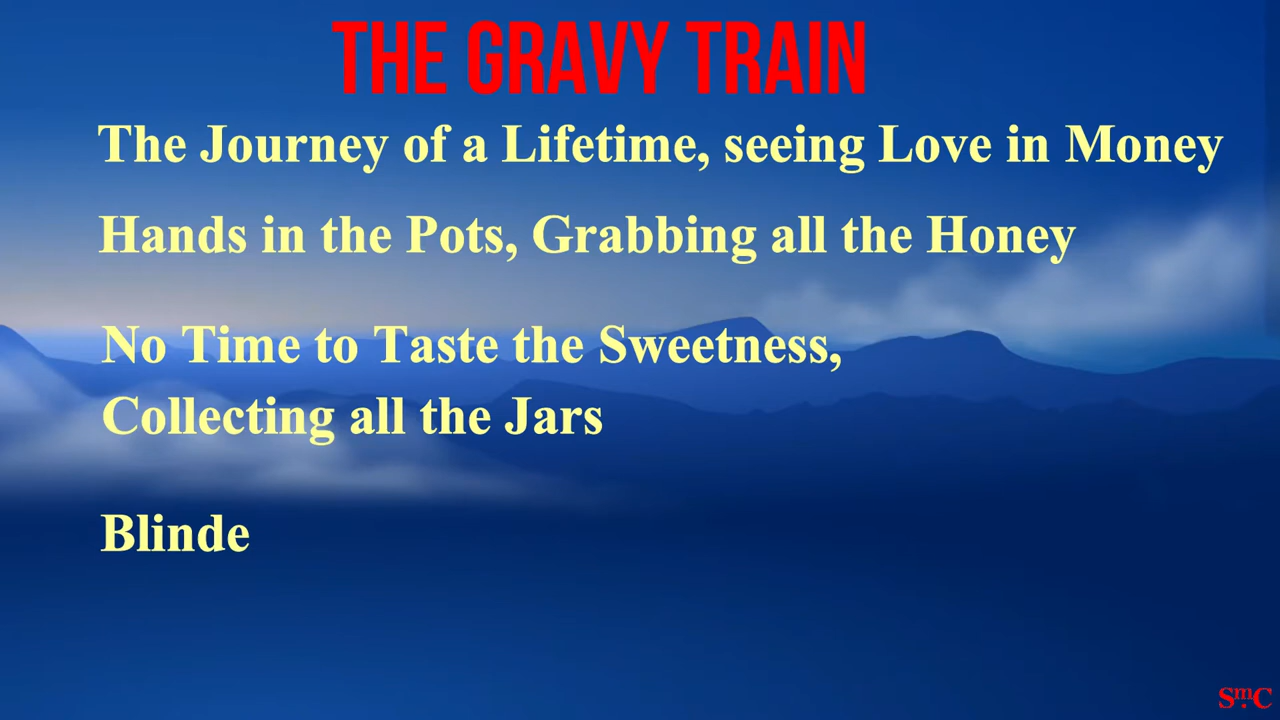 THE GRAVY TRAIN
The Journey of a Lifetime, seeing Love in Money
Hands in the Pots, Grabbing all the Honey
No Time to Taste the Sweetness,
Collecting all the Jars
Blinde
Sm.C